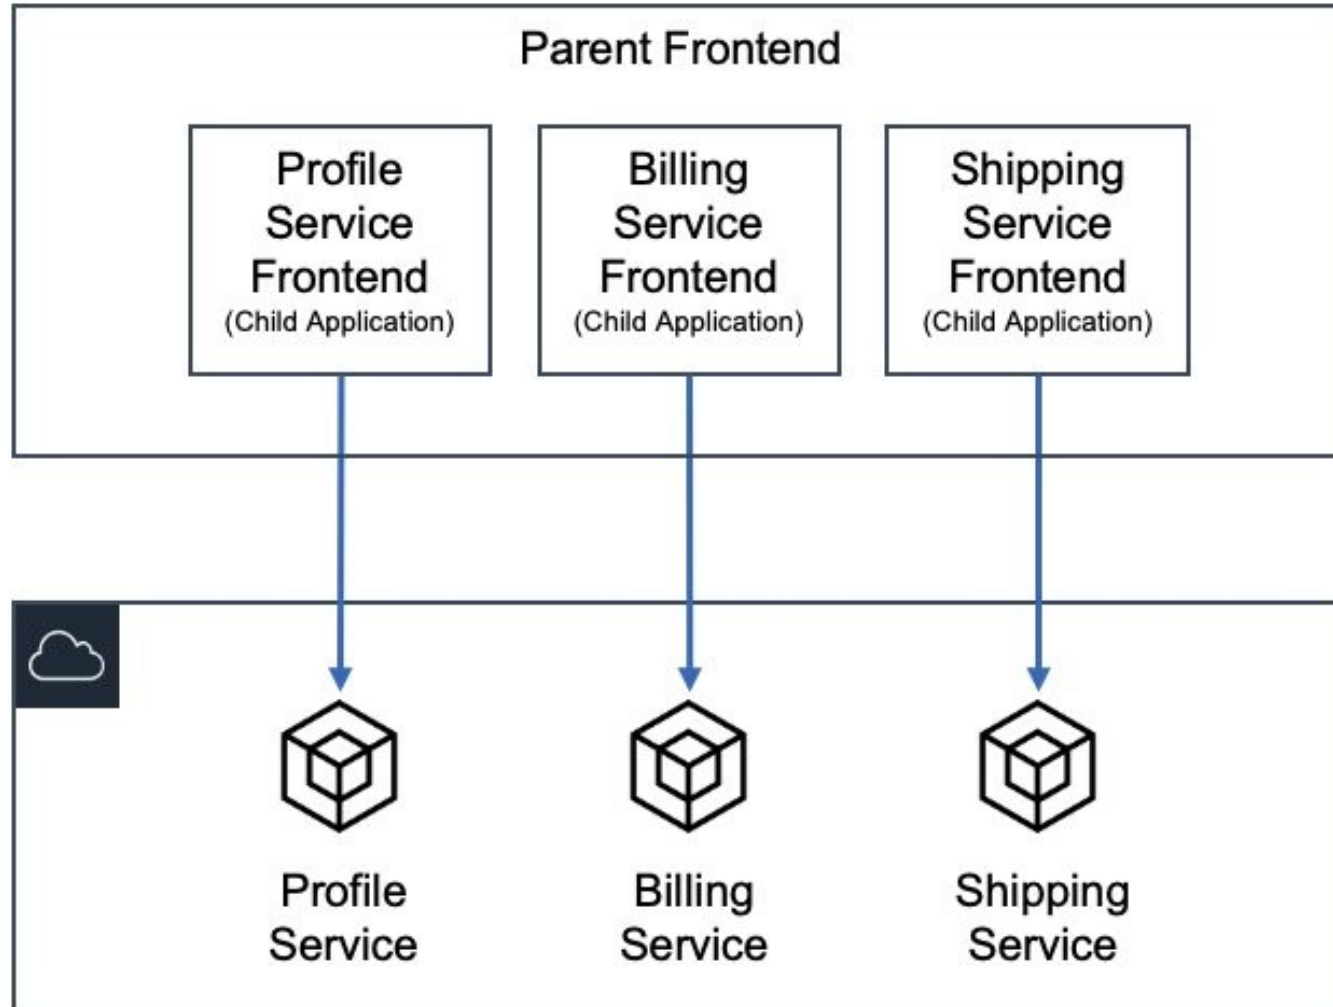 Parent Frontend
Profile
Service
Frontend
(Child Application)
Billing
Service
Frontend
(Child Application)
Shipping
Service
Frontend
(Child Application)
Profile
Service
Billing
Service
Shipping
Service